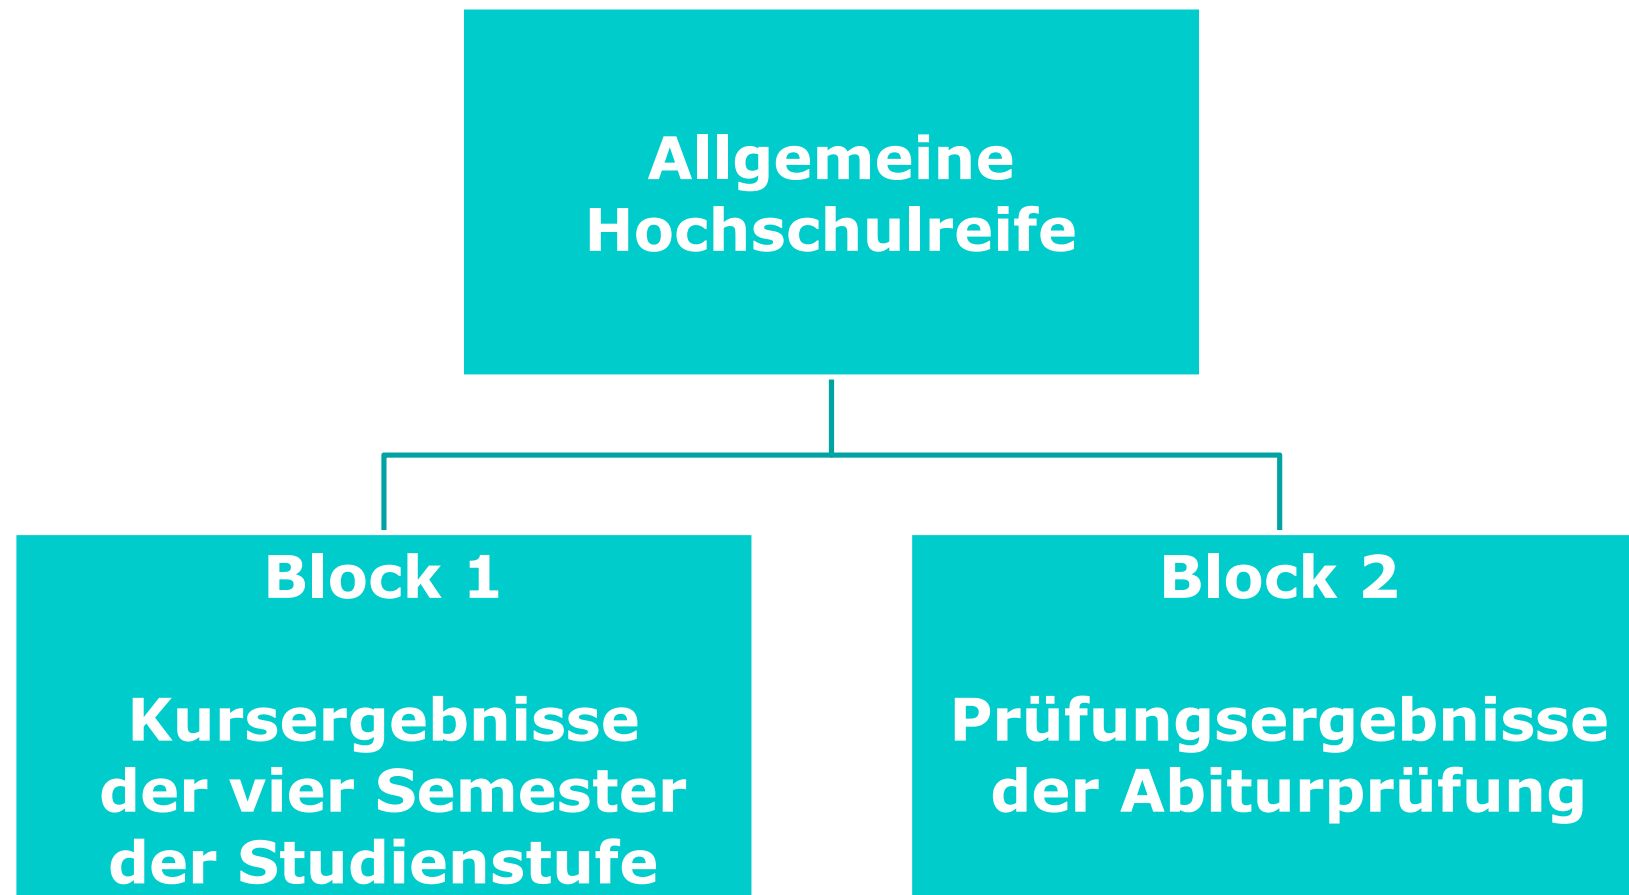 Allgemeine
Hochschulreife
Block 1
Kursergebnisse
der vier Semester
der Studienstufe
Block 2
Prüfungsergebnisse
der Abiturprüfung